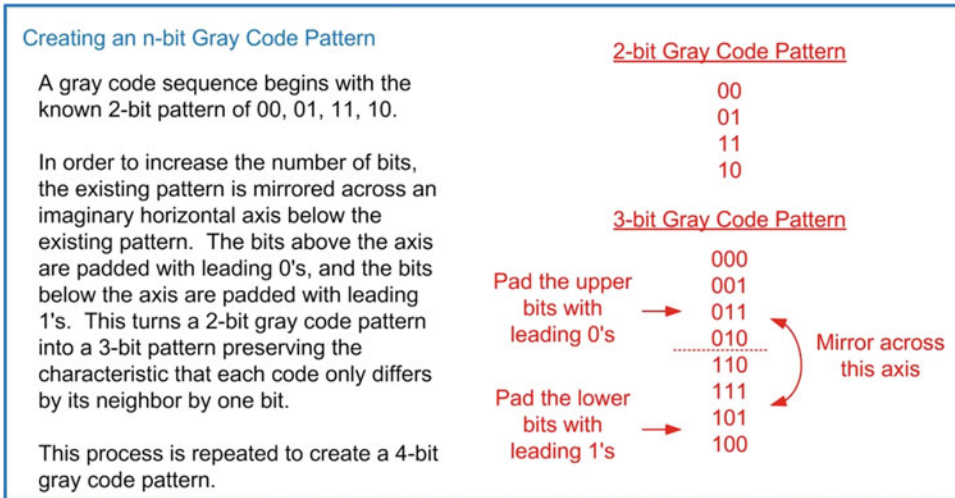 Creating an n-bit Gray Code Pattern
A gray code sequence begins with the
known 2-bit pattern of 00, 01, 11, 10.
In order to increase the number of bits,
the existing pattern is mirrored across an
imaginary horizontal axis below the
existing pattern. The bits above the axis
are padded with leading 0's, and the bits
below the axis are padded with leading
1's. This turns a 2-bit gray code pattern
into a 3-bit pattern preserving the
characteristic that each code only differs
by its neighbor by one bit.
This process is repeated to create a 4-bit
gray code pattern.
2-bit Gray Code Pattern
00
01
11
10
3-bit Gray Code Pattern
000
001
011
010
110
111
101
100
Pad the upper
bits with
leading 0's
Pad the lower
bits with
leading 1's
Mirror across
this axis